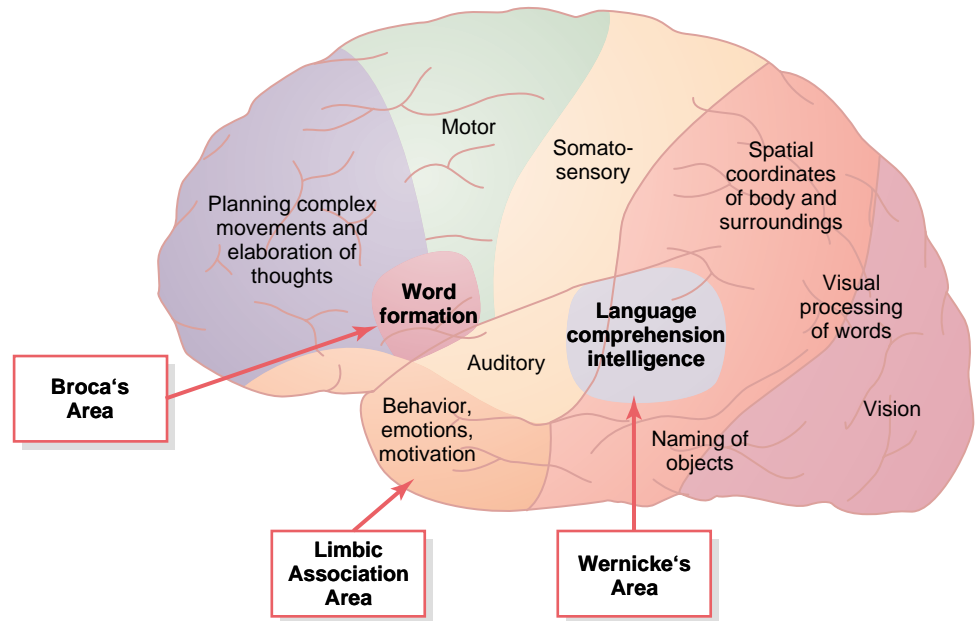 Motor
Somato-
sensory
Spatial
coordinates
of body and
surroundings
Planning complex
movements and
elaboration of
thoughts
Word
formation
Language
comprehension
intelligence
Visual
processing
of words
Auditory
Broca‘s
Area
Behavior,
emotions,
motivation
Vision
Naming of
objects
Limbic
Association
Area
Wernicke‘s
Area